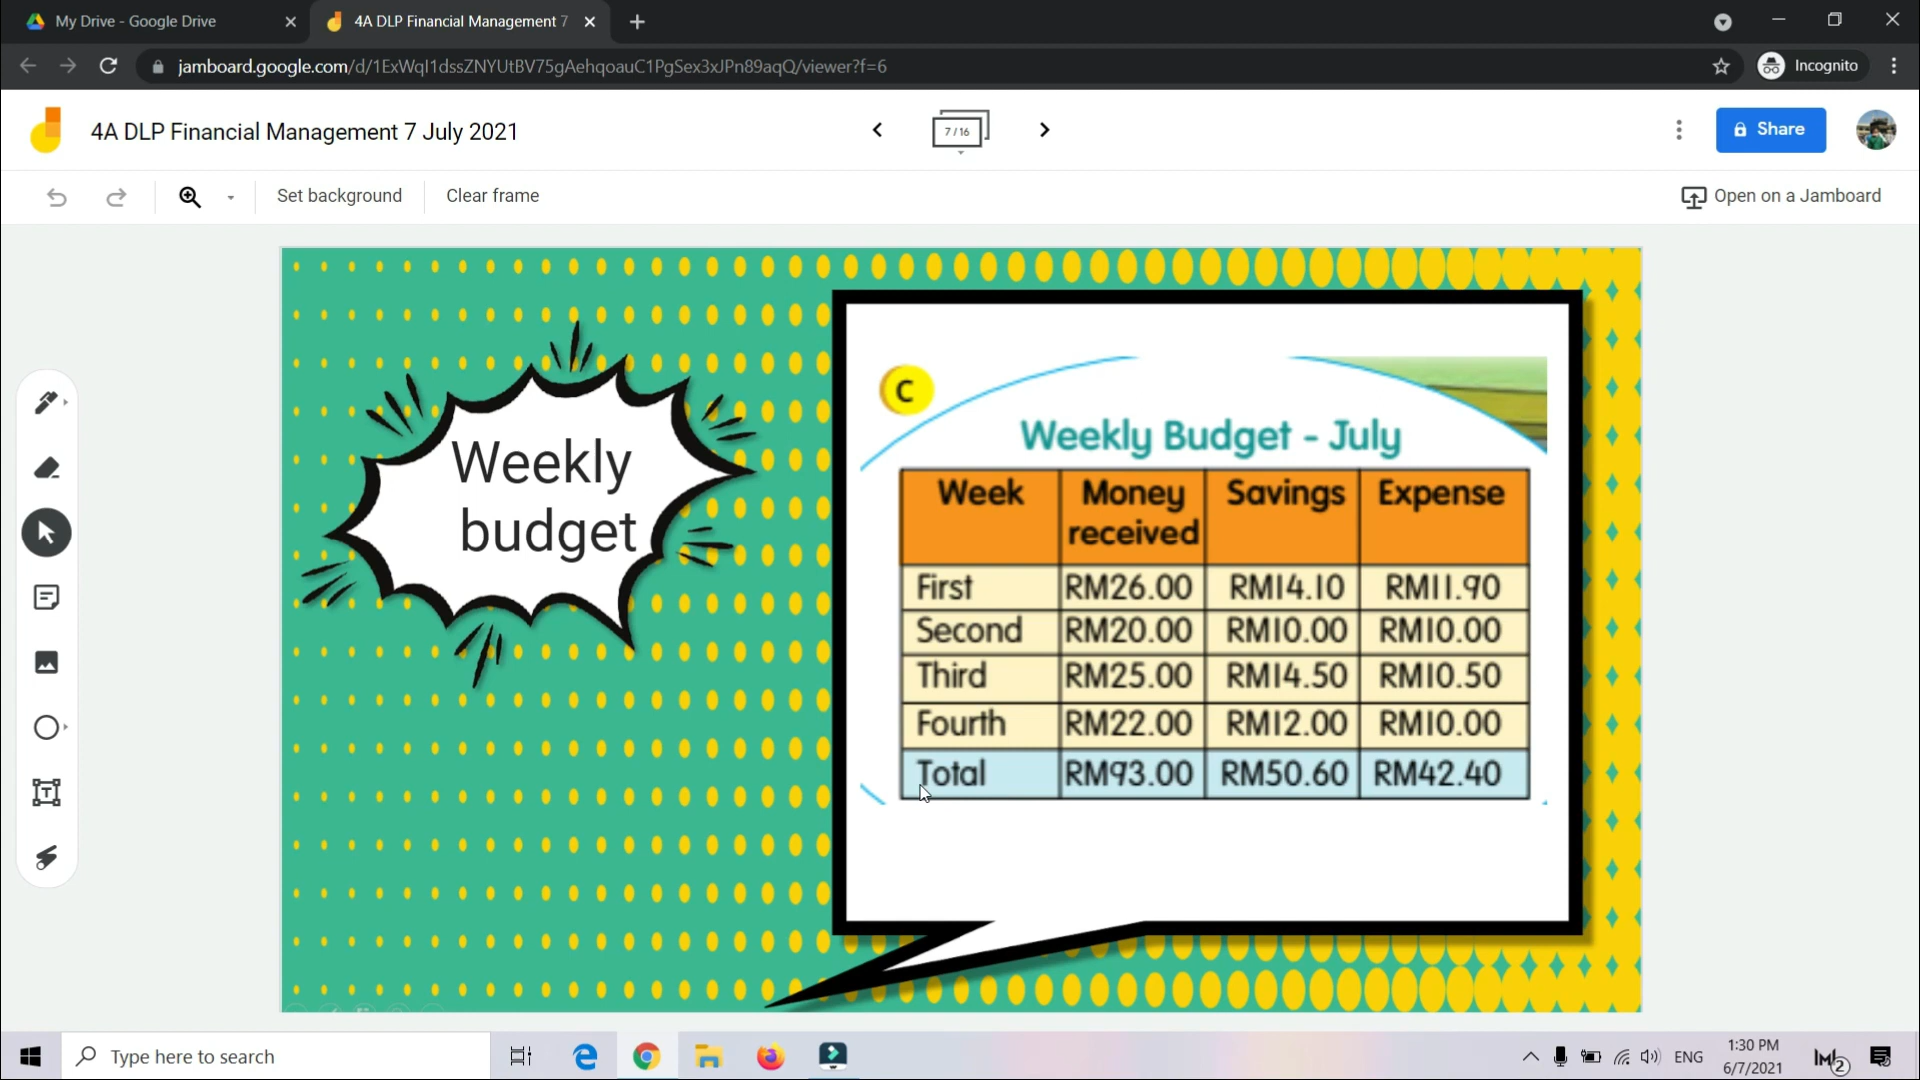 My Drive - Google Drive
4A DLP Financial Management 7
jamboard.google.com/d/1ExWqI1dssZNYUtBV75gAehqoauC1PgSex3xJPn89aqQ/viewer?f=6
Incognito
4A DLP Financial Management 7 July 2021
7 / 16
Share
Set background
Clear frame
Open on a Jamboard
Weekly
budget
C
Weekly Budget - July
Week Money received Savings Expense
First RM26.00 RM14.10 RM11.90
Second RM20.00 RM10.00 RM10.00
Third RM25.00 RM14.50 RM10.50
Fourth RM22.00 RM12.00 RM10.00
Total RM93.00 RM50.60 RM42.40
Type here to search
ENG
1:30 PM
6/7/2021
2